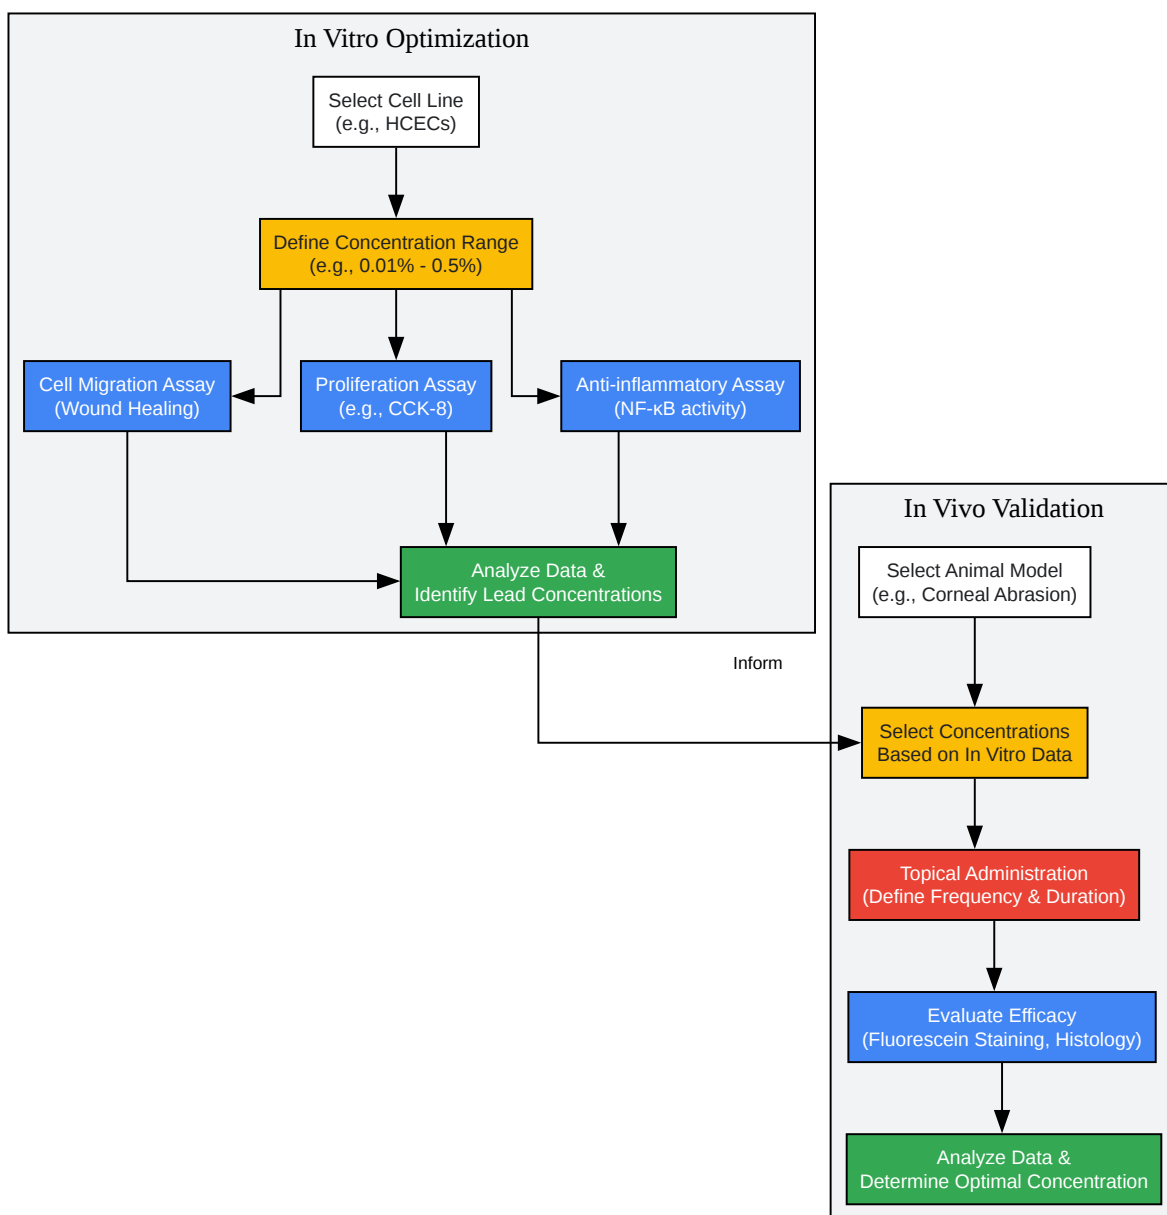 In Vitro Optimization
Select Cell Line
(e.g., HCECs)
Define Concentration Range
(e.g., 0.01% - 0.5%)
Cell Migration Assay
(Wound Healing)
Proliferation Assay
(e.g., CCK-8)
Anti-inflammatory Assay
(NF-κB activity)
Analyze Data &
Identify Lead Concentrations
Inform
In Vivo Validation
Select Animal Model
(e.g., Corneal Abrasion)
Select Concentrations
Based on In Vitro Data
Topical Administration
(Define Frequency & Duration)
Evaluate Efficacy
(Fluorescein Staining, Histology)
Analyze Data &
Determine Optimal Concentration